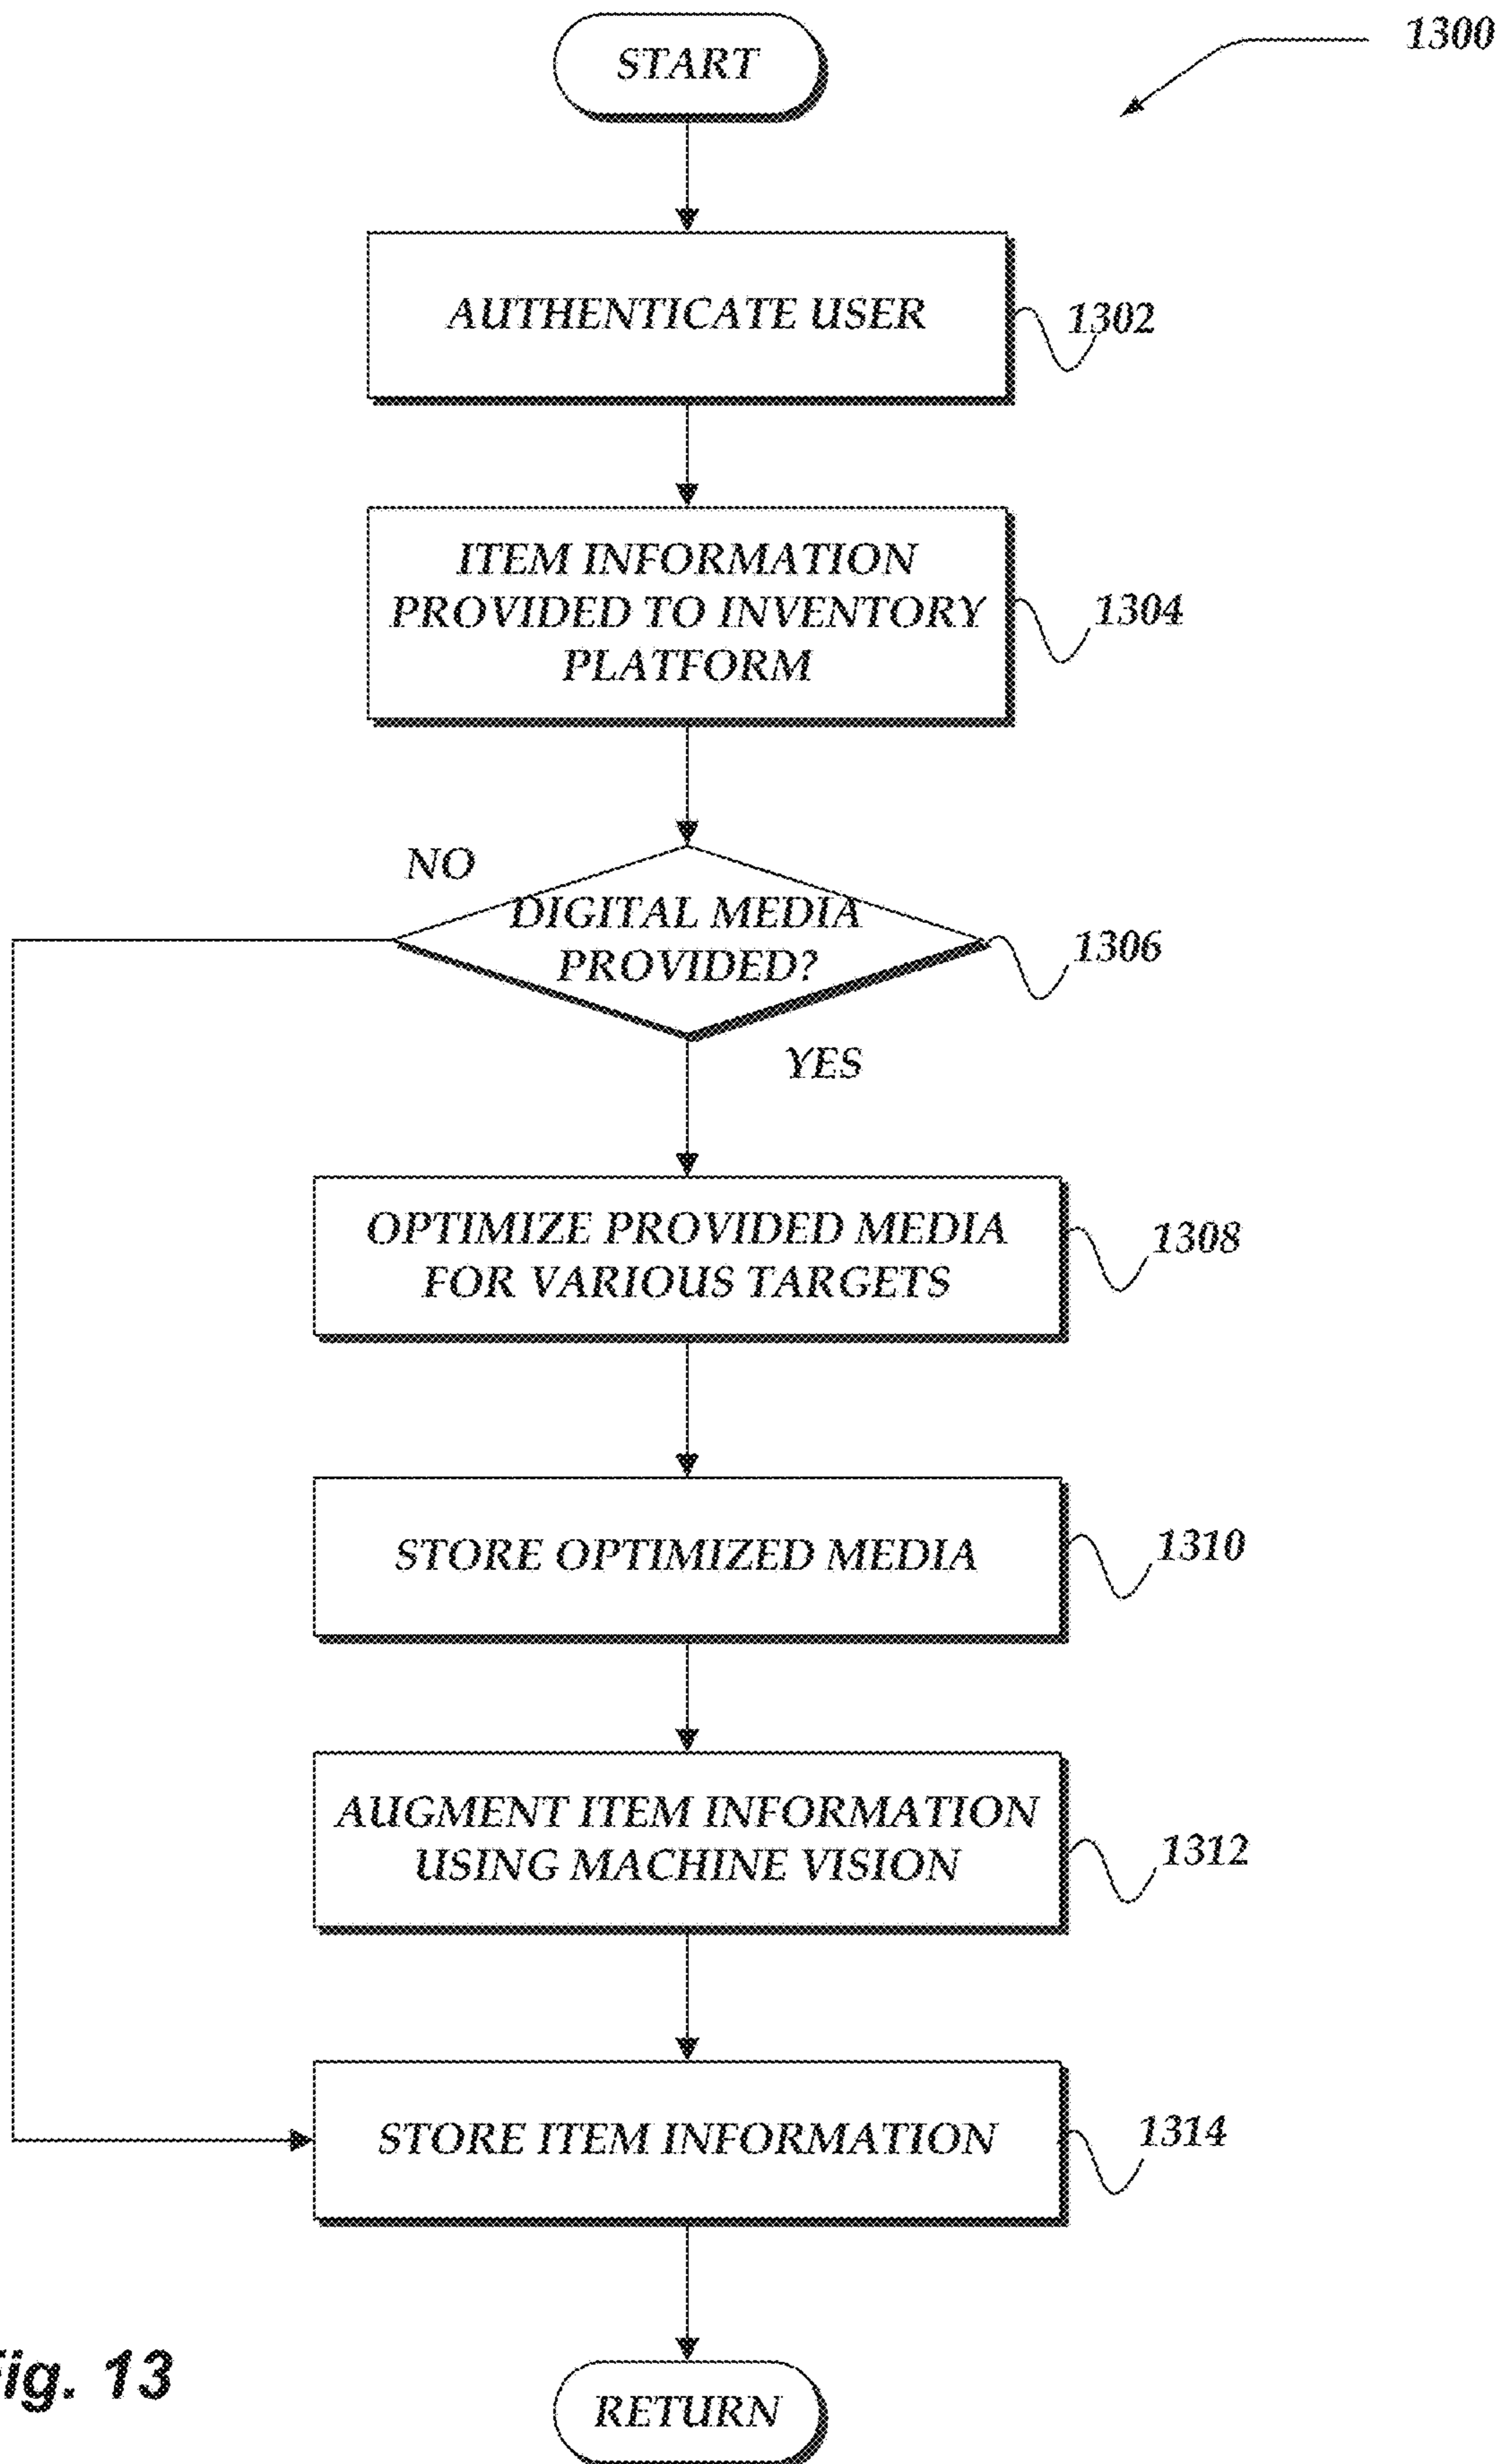 START
1300
AUTHENTICATE USER
1302
ITEM INFORMATION
PROVIDED TO INVENTORY
PLATFORM
1304
NO
DIGITAL MEDIA
PROVIDED?
1306
YES
OPTIMIZE PROVIDED MEDIA
FOR VARIOUS TARGETS
1308
STORE OPTIMIZED MEDIA
1310
AUGMENT ITEM INFORMATION
USING MACHINE VISION
1312
STORE ITEM INFORMATION
1314
Fig. 13
RETURN